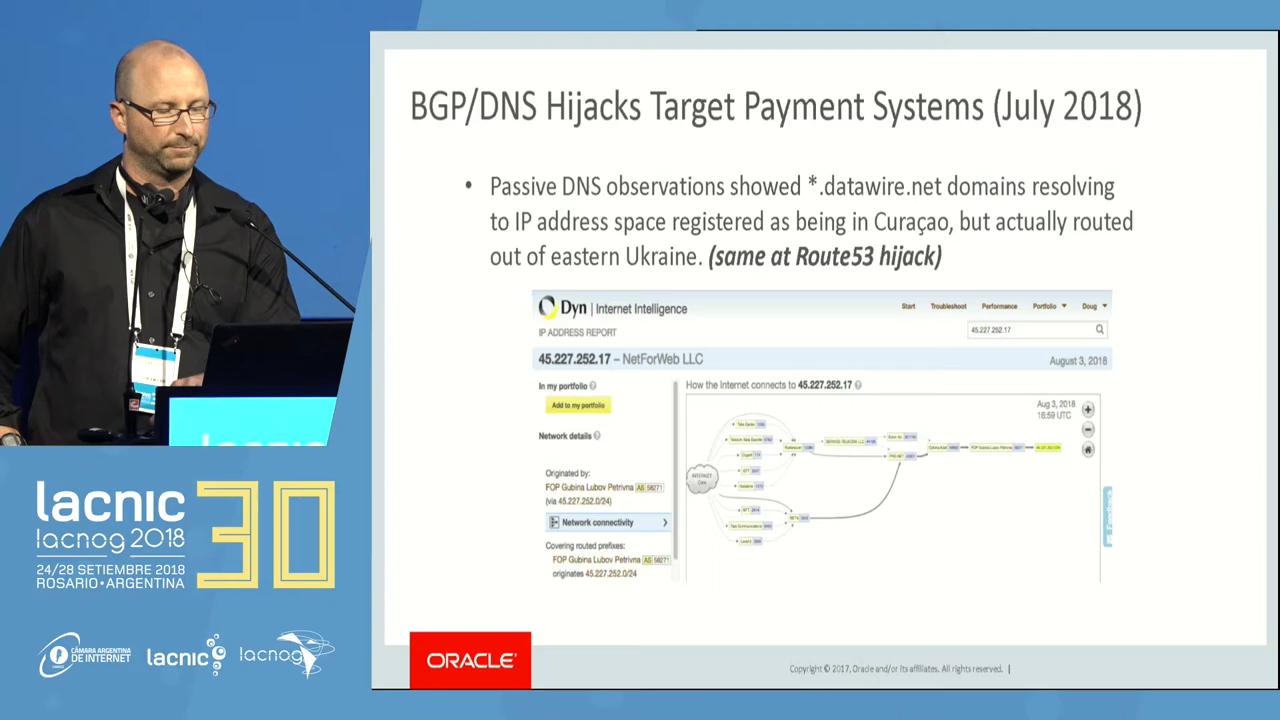 BGP/DNS Hijacks Target Payment Systems (July 2018)
• Passive DNS observations showed *.datawire.net domains resolving
to IP address space registered as being in Curaçao, but actually routed
out of eastern Ukraine. (same at Route53 hijack)
Dyn | Internet Intelligence
Start Troubleshoot Performance Portfolio Doug
IP ADDRESS REPORT
45.227.252.17
45.227.252.17 – NetForWeb LLC
August 3, 2018
In my portfolio
Add to my portfolio
Network details
Originated by:
FOP Gubina Lubov Petrivna AS 58271
(via 45.227.252.0/24)
Network connectivity
Covering routed prefixes:
FOP Gubina Lubov Petrivna AS 58271
originates 45.227.252.0/24
How the Internet connects to 45.227.252.17
Aug 3, 2018
16:59 UTC
INTERNET
Core
Feedback
ORACLE
Copyright © 2017, Oracle and/or its affiliates. All rights reserved. |
lacnic 30
lacnog 2018
24/28 SETIEMBRE 2018
ROSARIO • ARGENTINA
CÁMARA ARGENTINA
DE INTERNET
lacnic
lacnog